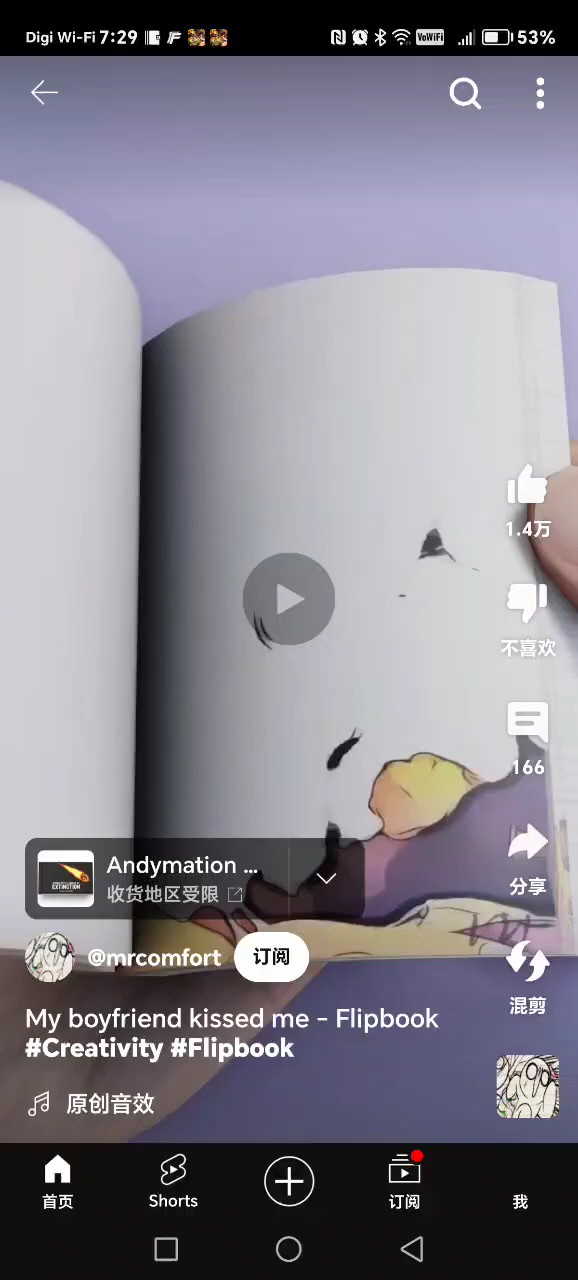 Digi Wi-Fi 7:29 VoWiFi 53%
1.4万
不喜欢
166
Andymation ...
收货地区受限
EXTINCTION
分享
@mrcomfort 订阅
混剪
My boyfriend kissed me - Flipbook
#Creativity #Flipbook
原创音效
首页 Shorts 订阅 我